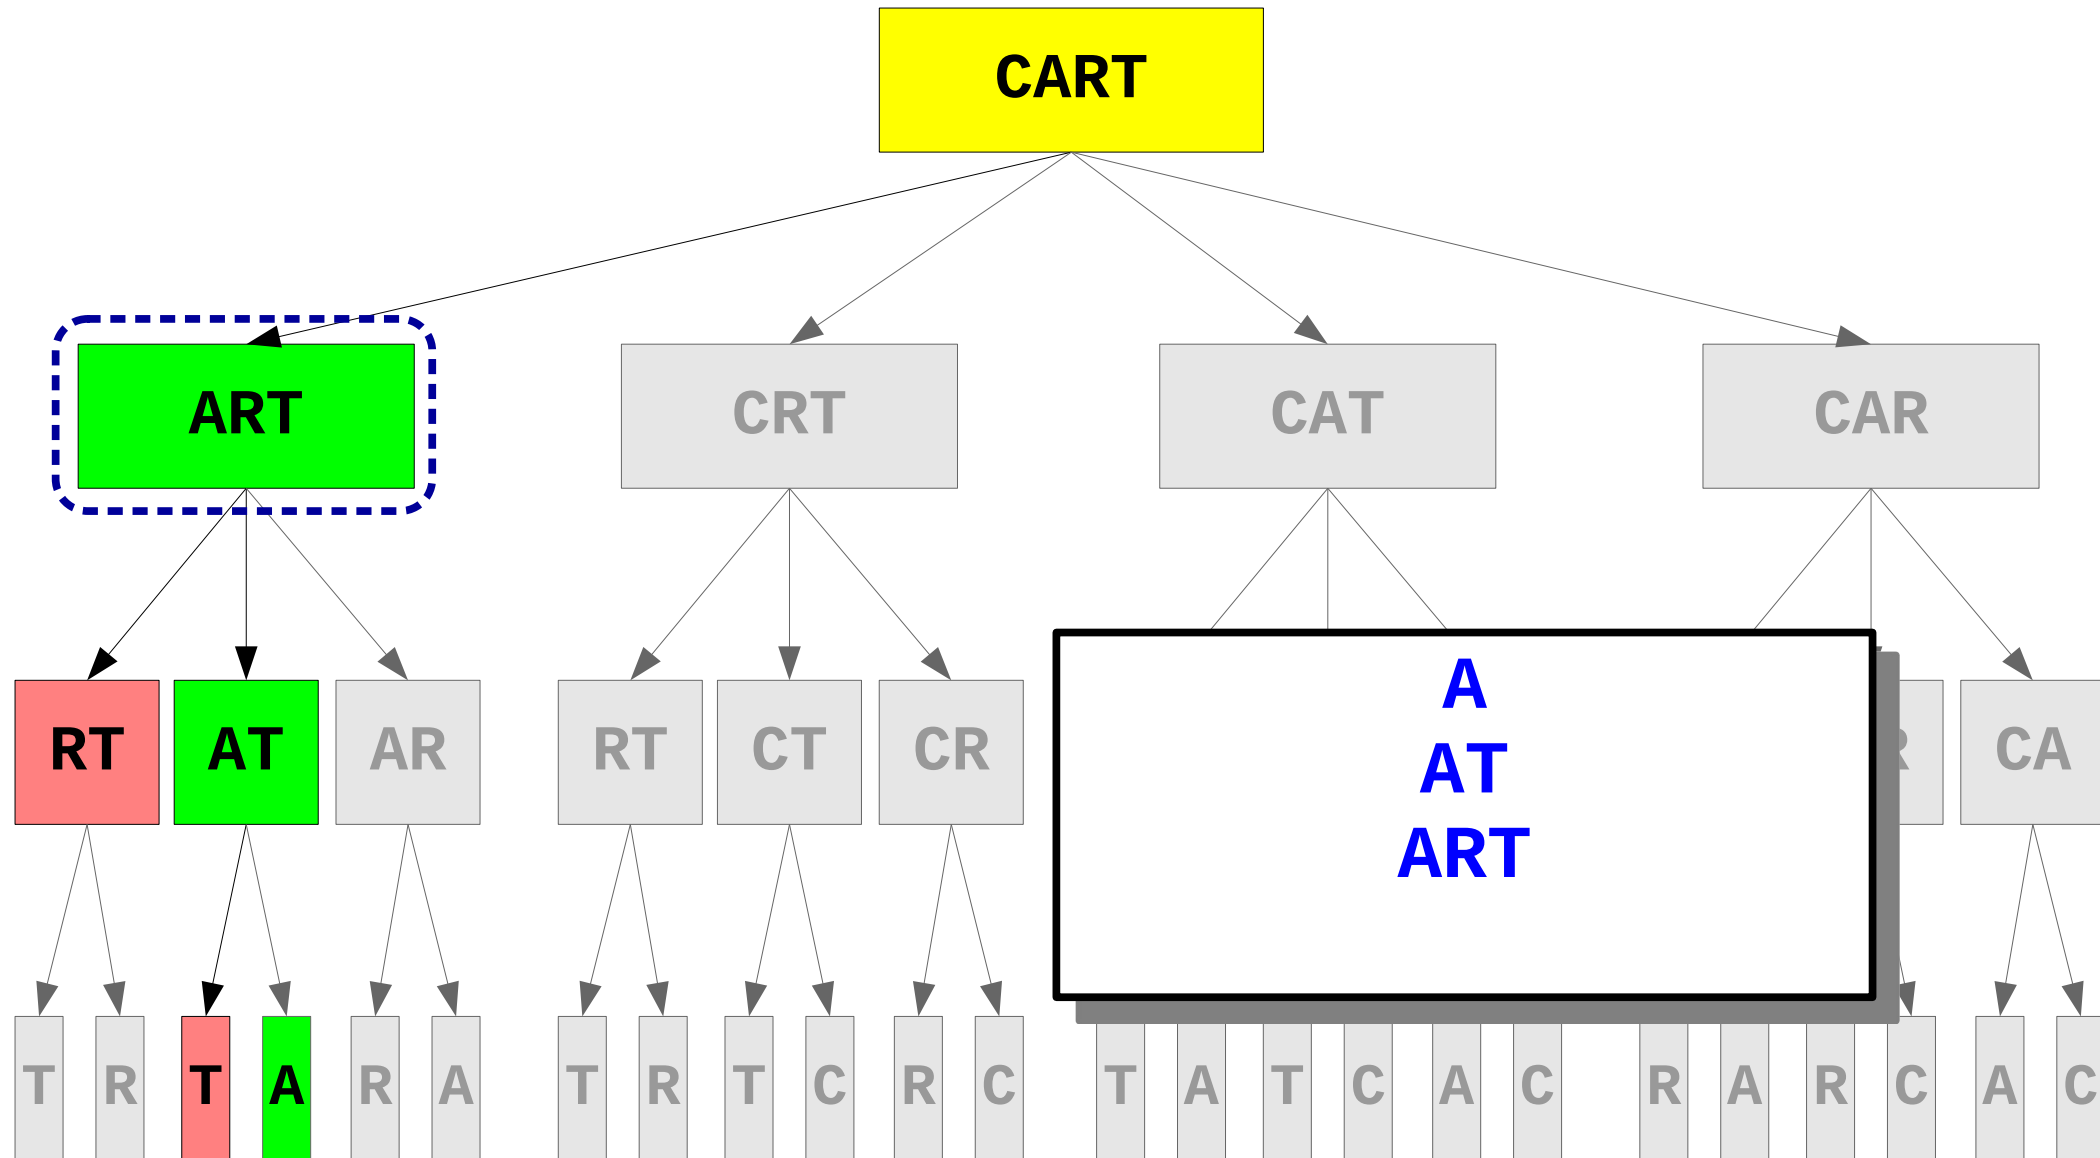 CART
ART CRT CAT CAR
RT AT AR RT CT CR CA
A
AT
ART
T R T A R A T R T C R C T A T C A C R A R C A C